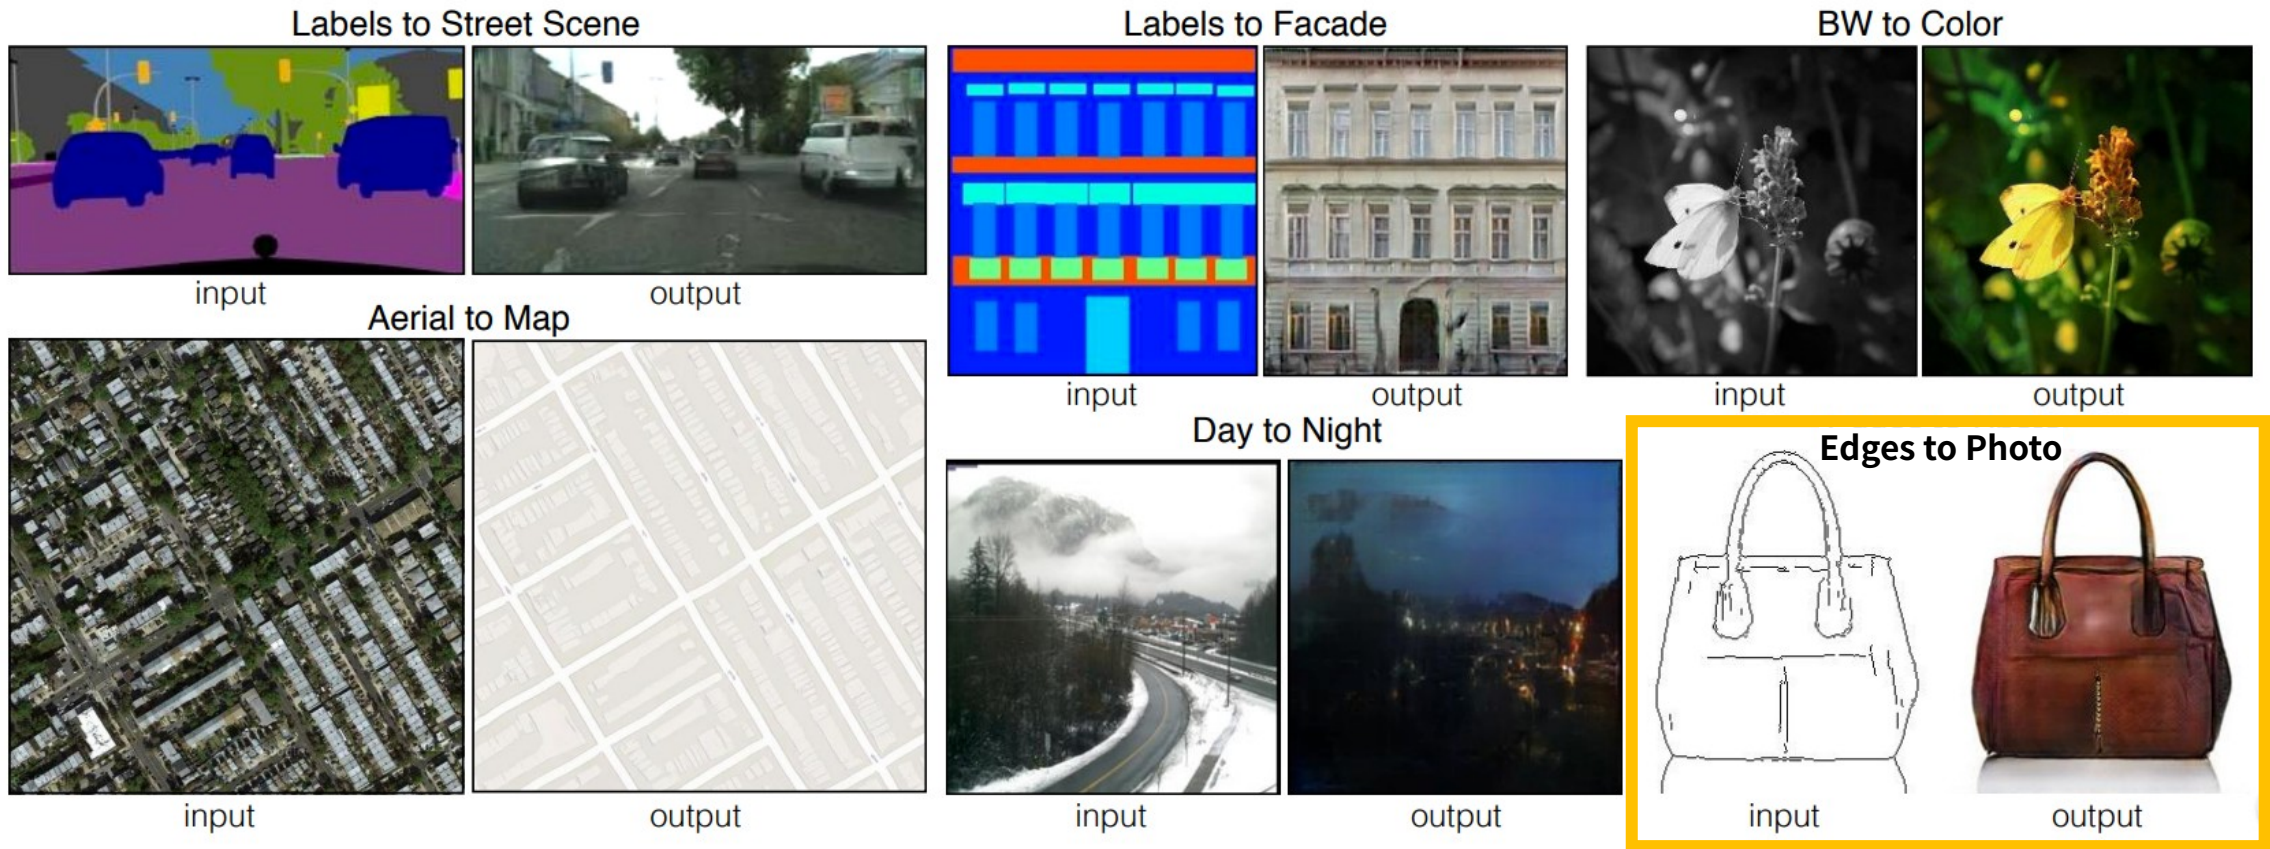 Labels to Street Scene
input
output
Aerial to Map
input
output
Labels to Facade
input
output
BW to Color
input
output
Day to Night
input
output
Edges to Photo
input
output